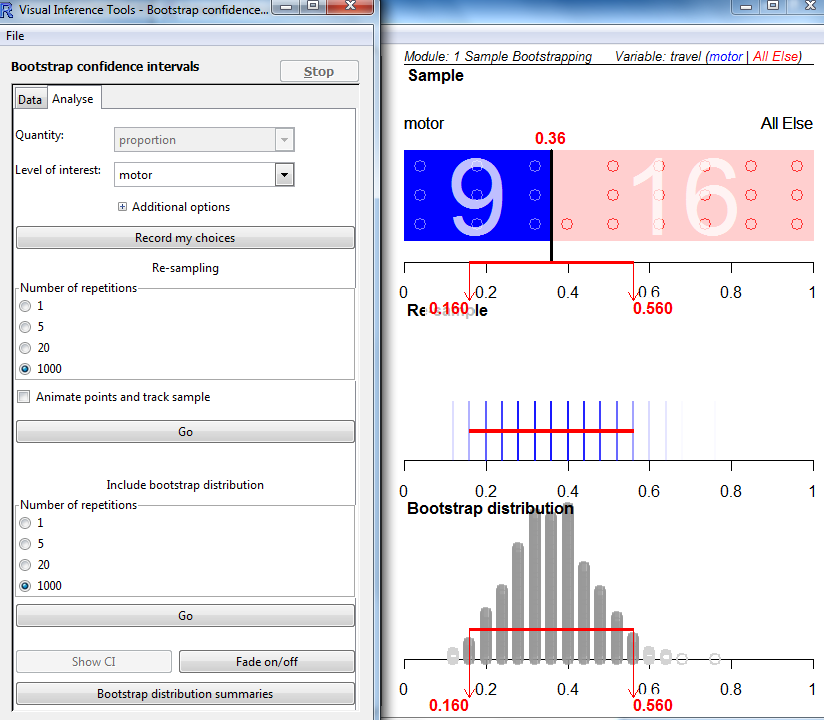 Visual Inference Tools - Bootstrap confidence...
File
Bootstrap confidence intervals
Stop
Data Analyse
Quantity: proportion
Level of interest: motor
Additional options
Record my choices
Re-sampling
Number of repetitions
1
5
20
1000
Animate points and track sample
Go
Include bootstrap distribution
Number of repetitions
1
5
20
1000
Go
Show CI Fade on/off
Bootstrap distribution summaries
Module: 1 Sample Bootstrapping Variable: travel (motor | All Else)
Sample
motor All Else
0.36
9 16
0 0.2 0.4 0.6 0.8 1
0.160 0.560
Re-sample
0 0.2 0.4 0.6 0.8 1
Bootstrap distribution
0 0.2 0.4 0.6 0.8 1
0.160 0.560